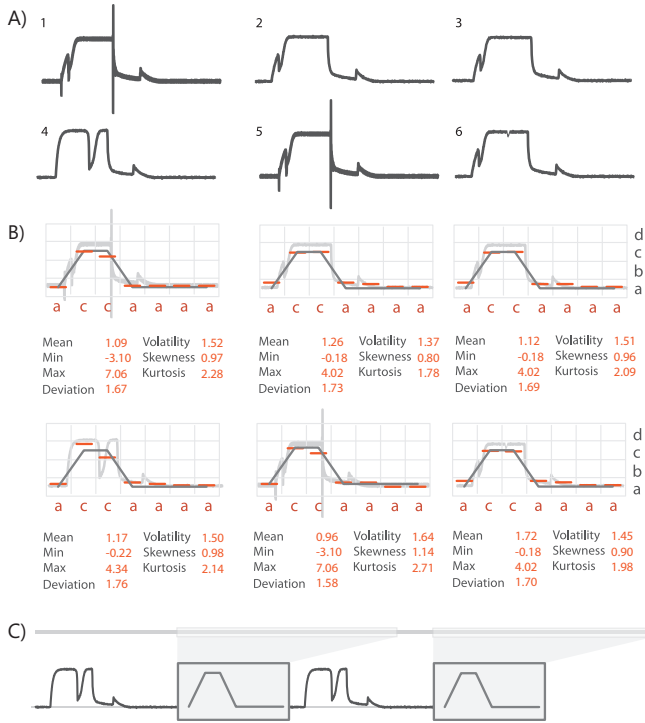 A)
1 2 3
4 5 6
B)
d
c
b
a
a c c a a a a
a c c a a a a
a c c a a a a
Mean 1.09 Volatility 1.52
Min -3.10 Skewness 0.97
Max 7.06 Kurtosis 2.28
Deviation 1.67
Mean 1.26 Volatility 1.37
Min -0.18 Skewness 0.80
Max 4.02 Kurtosis 1.78
Deviation 1.73
Mean 1.12 Volatility 1.51
Min -0.18 Skewness 0.96
Max 4.02 Kurtosis 2.09
Deviation 1.69
d
c
b
a
a c c a a a a
a c c a a a a
a c c a a a a
Mean 1.17 Volatility 1.50
Min -0.22 Skewness 0.98
Max 4.34 Kurtosis 2.14
Deviation 1.76
Mean 0.96 Volatility 1.64
Min -3.10 Skewness 1.14
Max 7.06 Kurtosis 2.71
Deviation 1.58
Mean 1.72 Volatility 1.45
Min -0.18 Skewness 0.90
Max 4.02 Kurtosis 1.98
Deviation 1.70
C)